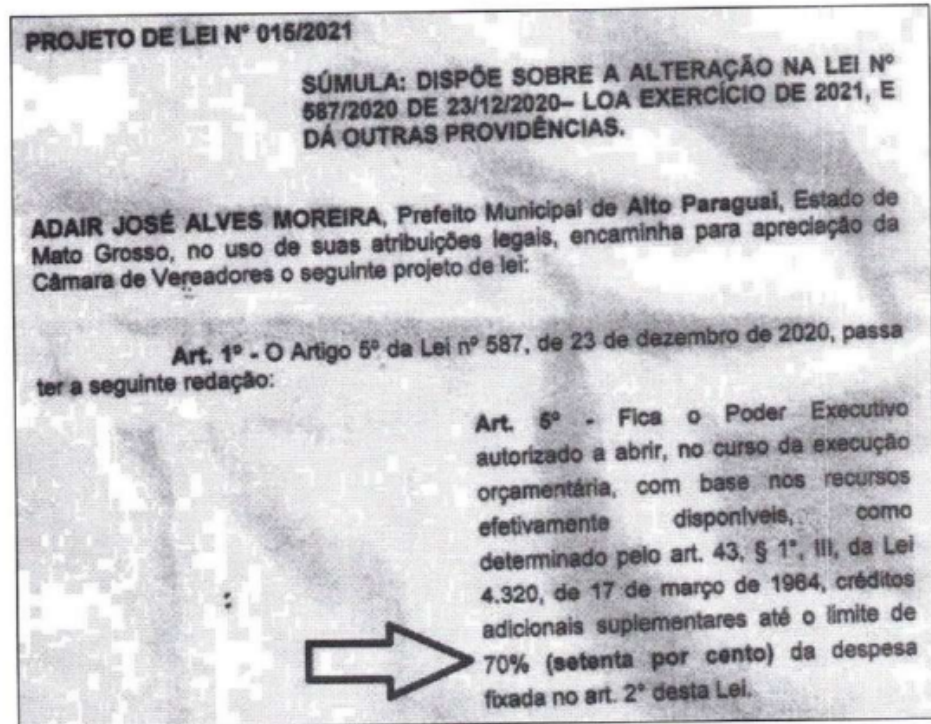 PROJETO DE LEI N° 015/2021
SÚMULA: DISPÕE SOBRE A ALTERAÇÃO NA LEI Nº
587/2020 DE 23/12/2020– LOA EXERCÍCIO DE 2021, E
DÁ OUTRAS PROVIDÊNCIAS.
ADAIR JOSÉ ALVES MOREIRA, Prefeito Municipal de Alto Paraguai, Estado de
Mato Grosso, no uso de suas atribuições legais, encaminha para apreciação da
Câmara de Vereadores o seguinte projeto de lei:
Art. 1º - O Artigo 5º da Lei nº 587, de 23 de dezembro de 2020, passa
ter a seguinte redação:
Art. 5º - Fica o Poder Executivo
autorizado a abrir, no curso da execução
orçamentária, com base nos recursos
efetivamente disponíveis, como
determinado pelo art. 43, § 1°, III, da Lei
4.320, de 17 de março de 1964, créditos
adicionais suplementares até o limite de
70% (setenta por cento) da despesa
fixada no art. 2° desta Lei.